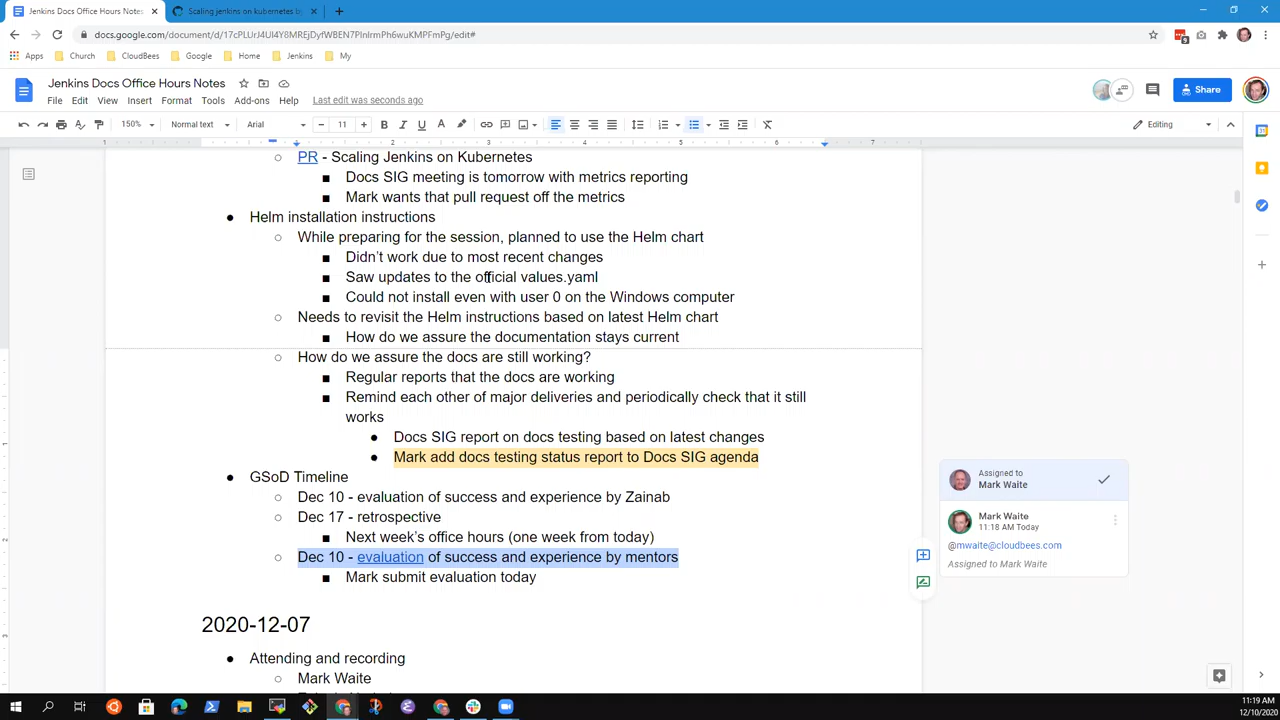 Jenkins Docs Office Hours Notes
Scaling jenkins on kubernetes b
docs.google.com/document/d/17cPLUrJ4Ul4Y8MREjDyfWBEN7PInlrmPh6wuKMPFmPg/edit#
Apps
Church
CloudBees
Google
Home
Jenkins
My
Jenkins Docs Office Hours Notes
File Edit View Insert Format Tools Add-ons Help Last edit was seconds ago
Share
150% Normal text Arial 11 Editing
1 1 2 3 4 5 6 7
PR - Scaling Jenkins on Kubernetes
Docs SIG meeting is tomorrow with metrics reporting
Mark wants that pull request off the metrics
Helm installation instructions
While preparing for the session, planned to use the Helm chart
Didn't work due to most recent changes
Saw updates to the official values.yaml
Could not install even with user 0 on the Windows computer
Needs to revisit the Helm instructions based on latest Helm chart
How do we assure the documentation stays current
How do we assure the docs are still working?
Regular reports that the docs are working
Remind each other of major deliveries and periodically check that it still
works
Docs SIG report on docs testing based on latest changes
Mark add docs testing status report to Docs SIG agenda
GSoD Timeline
Dec 10 - evaluation of success and experience by Zainab
Dec 17 - retrospective
Next week's office hours (one week from today)
Dec 10 - evaluation of success and experience by mentors
Mark submit evaluation today
2020-12-07
Attending and recording
Mark Waite
Assigned to
Mark Waite
Mark Waite
11:18 AM Today
@mwaite@cloudbees.com
Assigned to Mark Waite
11:19 AM
12/10/2020